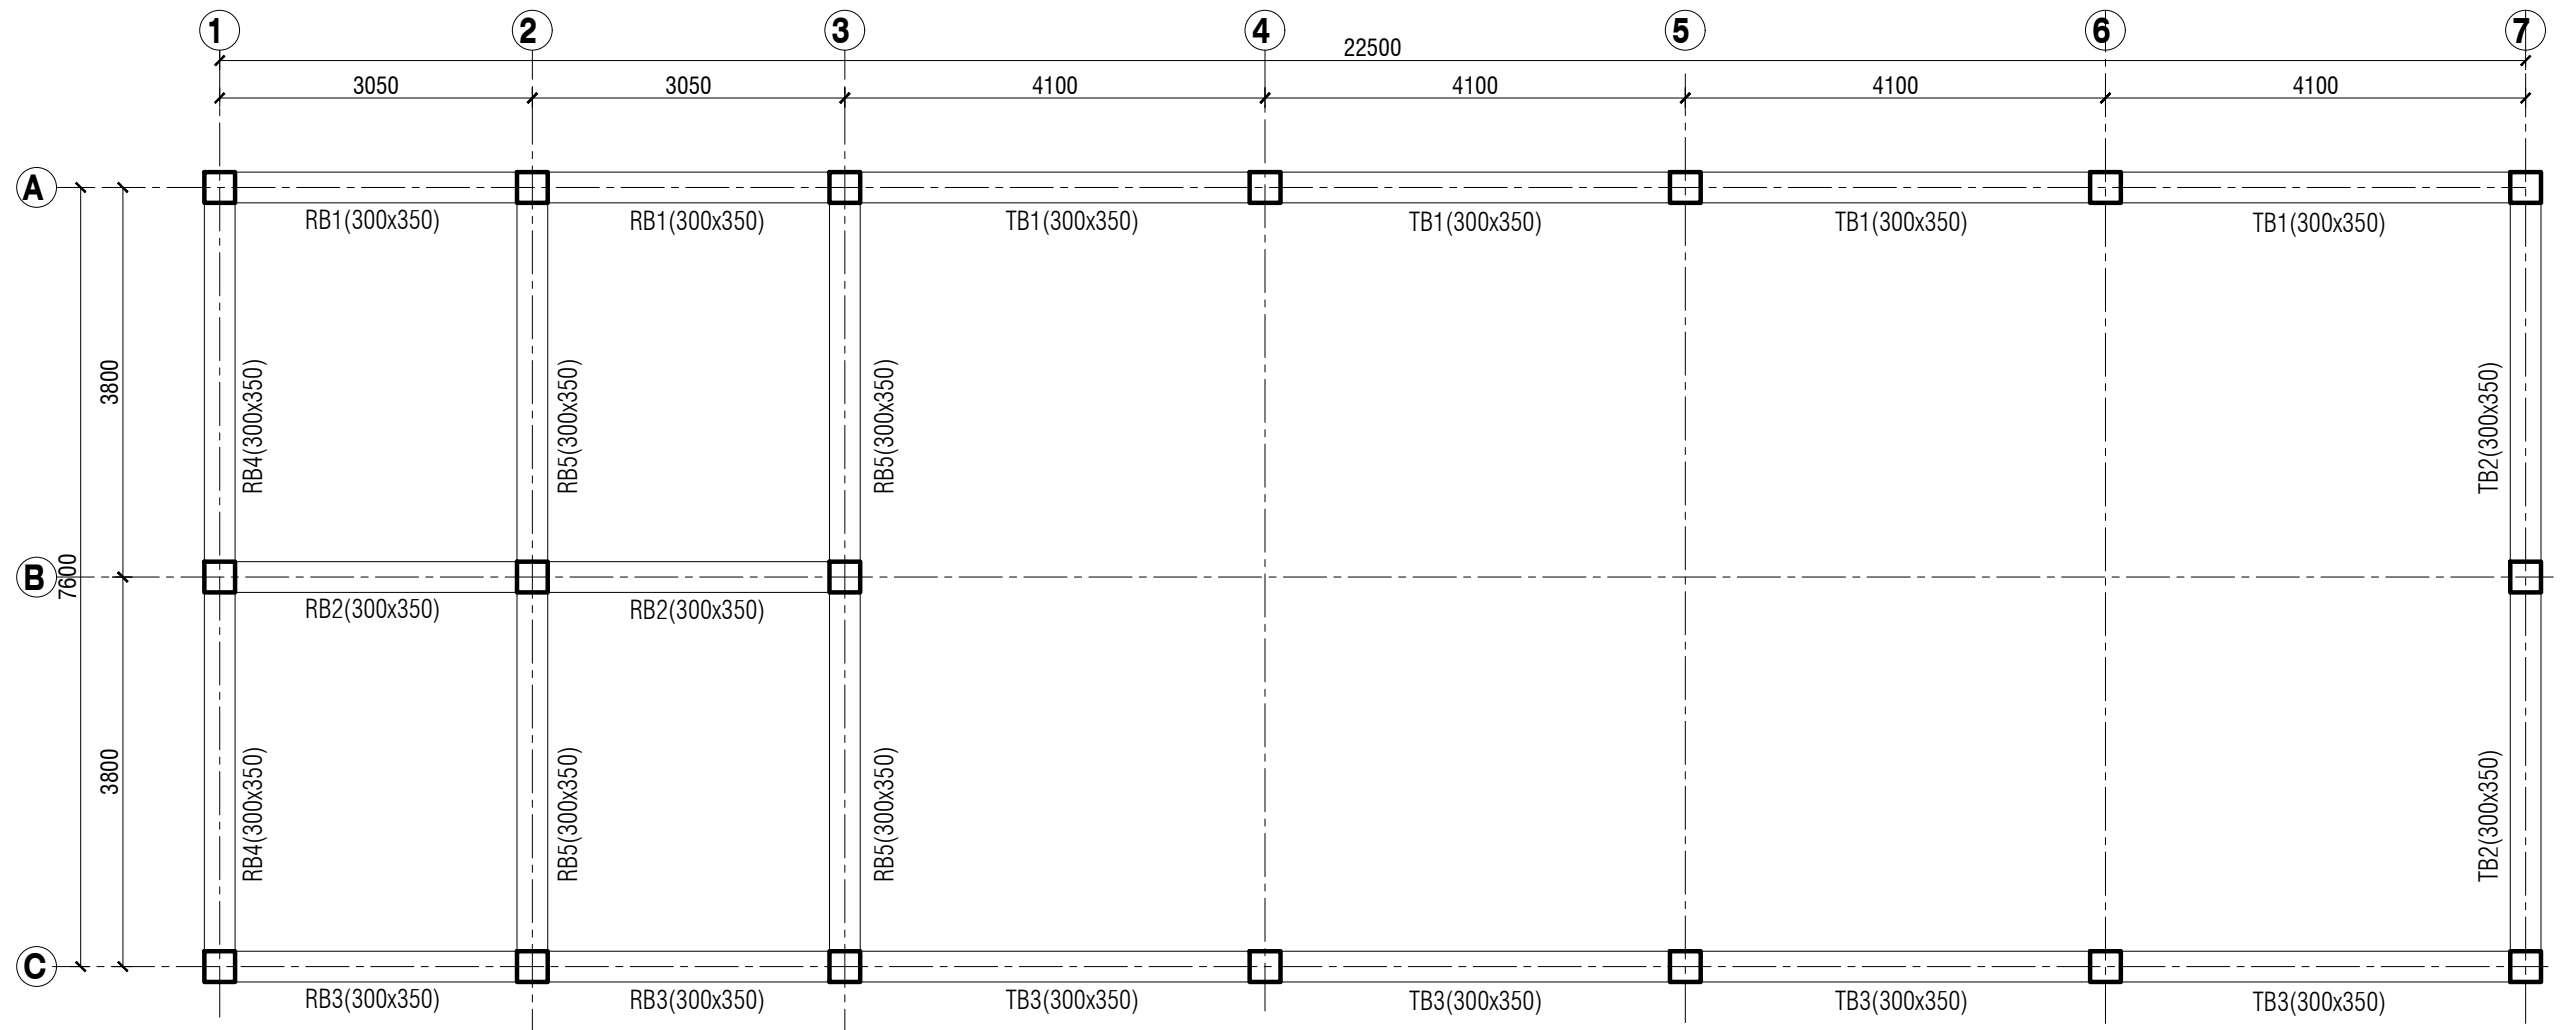 1 2 3 4 5 6 7
22500
3050 3050 4100 4100 4100 4100
A
RB1(300x350) RB1(300x350) TB1(300x350) TB1(300x350) TB1(300x350) TB1(300x350)
3800
RB4(300x350) RB5(300x350) RB5(300x350) TB2(300x350)
B
7600
RB2(300x350) RB2(300x350)
3800
RB4(300x350) RB5(300x350) RB5(300x350) TB2(300x350)
C
RB3(300x350) RB3(300x350) TB3(300x350) TB3(300x350) TB3(300x350) TB3(300x350)